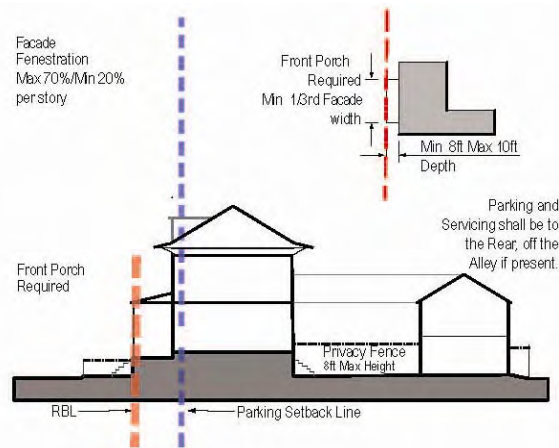 Facade
Fenestration
Max 70%/Min 20%
per story
Front Porch
Required
Min 1/3rd Facade
width
Min 8ft Max 10ft
Depth
Parking and
Servicing shall be to
the Rear, off the
Alley if present.
Front Porch
Required
Privacy Fence
8ft Max Height
RBL
Parking Setback Line